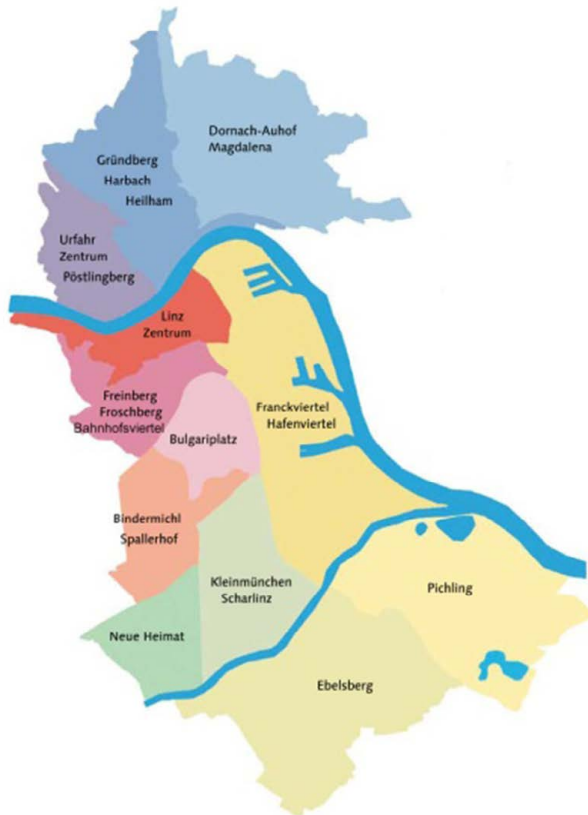 Dornach-Auhof
Magdalena
Gründberg
Harbach
Heilham
Urfahr
Zentrum
Pöstlingberg
Linz
Zentrum
Freinberg
Froschberg
Bahnhofsviertel
Franckviertel
Hafenviertel
Bulgariplatz
Bindermichl
Spallerhof
Kleinmünchen
Scharlinz
Pichling
Neue Heimat
Ebelsberg